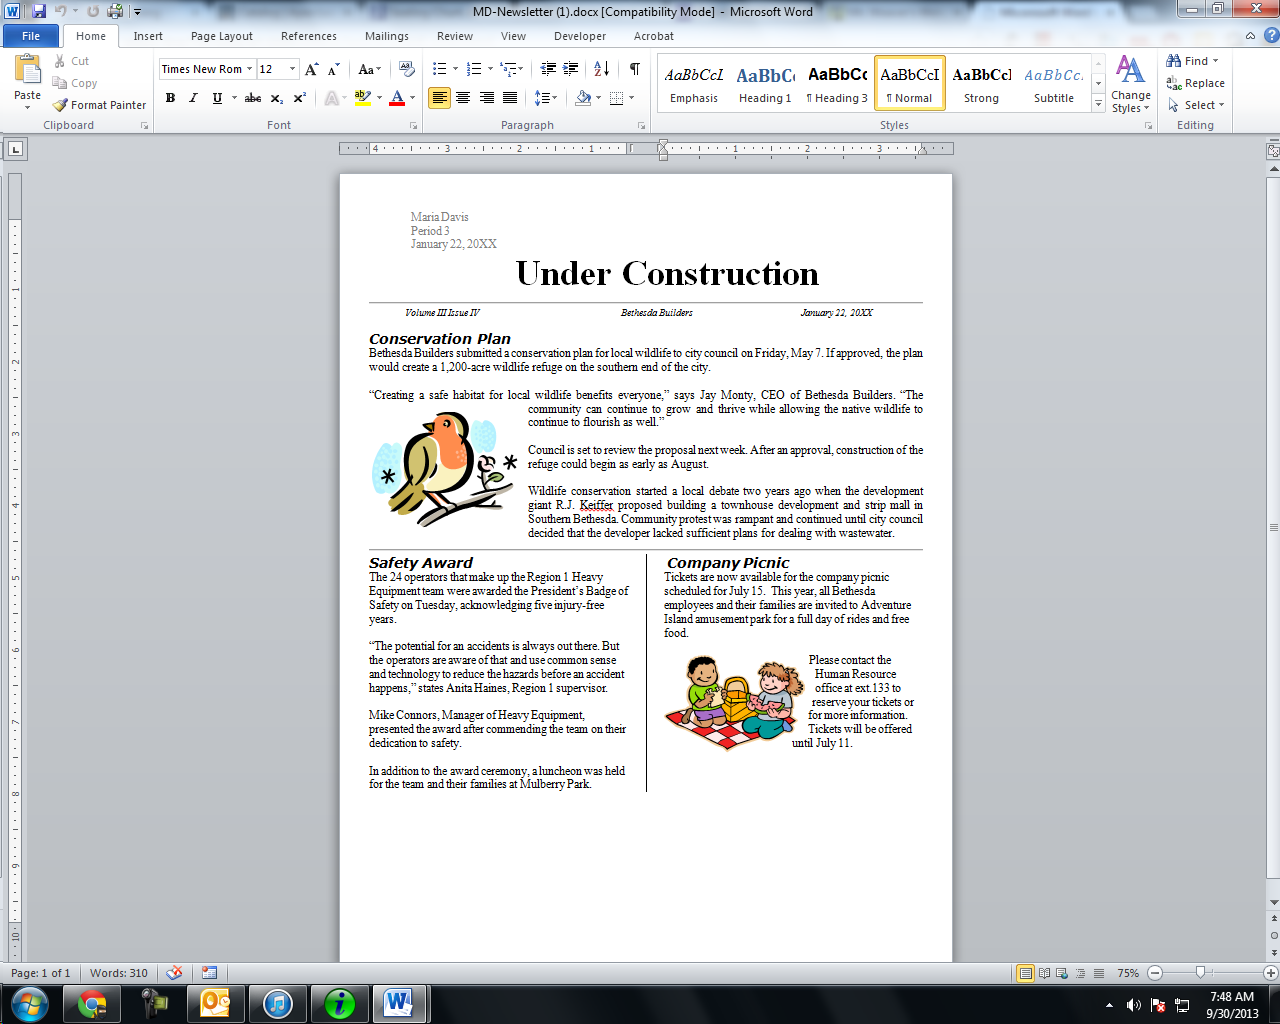 MD-Newsletter (1).docx [Compatibility Mode] - Microsoft Word
File Home Insert Page Layout References Mailings Review View Developer Acrobat
Paste
Cut
Copy
Format Painter
Clipboard
Times New Rom 12
Font
Paragraph
AaBbCcL AaBbC AaBbCc AaBbCcI AaBbCcl AaBbCc.
Emphasis Heading 1 ¶ Heading 3 ¶ Normal Strong Subtitle
Change Styles
Styles
Find
Replace
Select
Editing
Maria Davis
Period 3
January 22, 20XX
Under Construction
Volume III Issue IV Bethesda Builders January 22, 20XX
Conservation Plan
Bethesda Builders submitted a conservation plan for local wildlife to city council on Friday, May 7. If approved, the plan
would create a 1,200-acre wildlife refuge on the southern end of the city.
“Creating a safe habitat for local wildlife benefits everyone,” says Jay Monty, CEO of Bethesda Builders. “The
community can continue to grow and thrive while allowing the native wildlife to
continue to flourish as well.”
Council is set to review the proposal next week. After an approval, construction of the
refuge could begin as early as August.
Wildlife conservation started a local debate two years ago when the development
giant R.J. Keiffer proposed building a townhouse development and strip mall in
Southern Bethesda. Community protest was rampant and continued until city council
decided that the developer lacked sufficient plans for dealing with wastewater.
Safety Award
The 24 operators that make up the Region 1 Heavy
Equipment team were awarded the President’s Badge of
Safety on Tuesday, acknowledging five injury-free
years.
“The potential for an accidents is always out there. But
the operators are aware of that and use common sense
and technology to reduce the hazards before an accident
happens,” states Anita Haines, Region 1 supervisor.
Mike Connors, Manager of Heavy Equipment,
presented the award after commending the team on their
dedication to safety.
In addition to the award ceremony, a luncheon was held
for the team and their families at Mulberry Park.
Company Picnic
Tickets are now available for the company picnic
scheduled for July 15. This year, all Bethesda
employees and their families are invited to Adventure
Island amusement park for a full day of rides and free
food.
Please contact the
Human Resource
office at ext.133 to
reserve your tickets or
for more information.
Tickets will be offered
until July 11.
Page: 1 of 1 Words: 310 75%
7:48 AM
9/30/2013